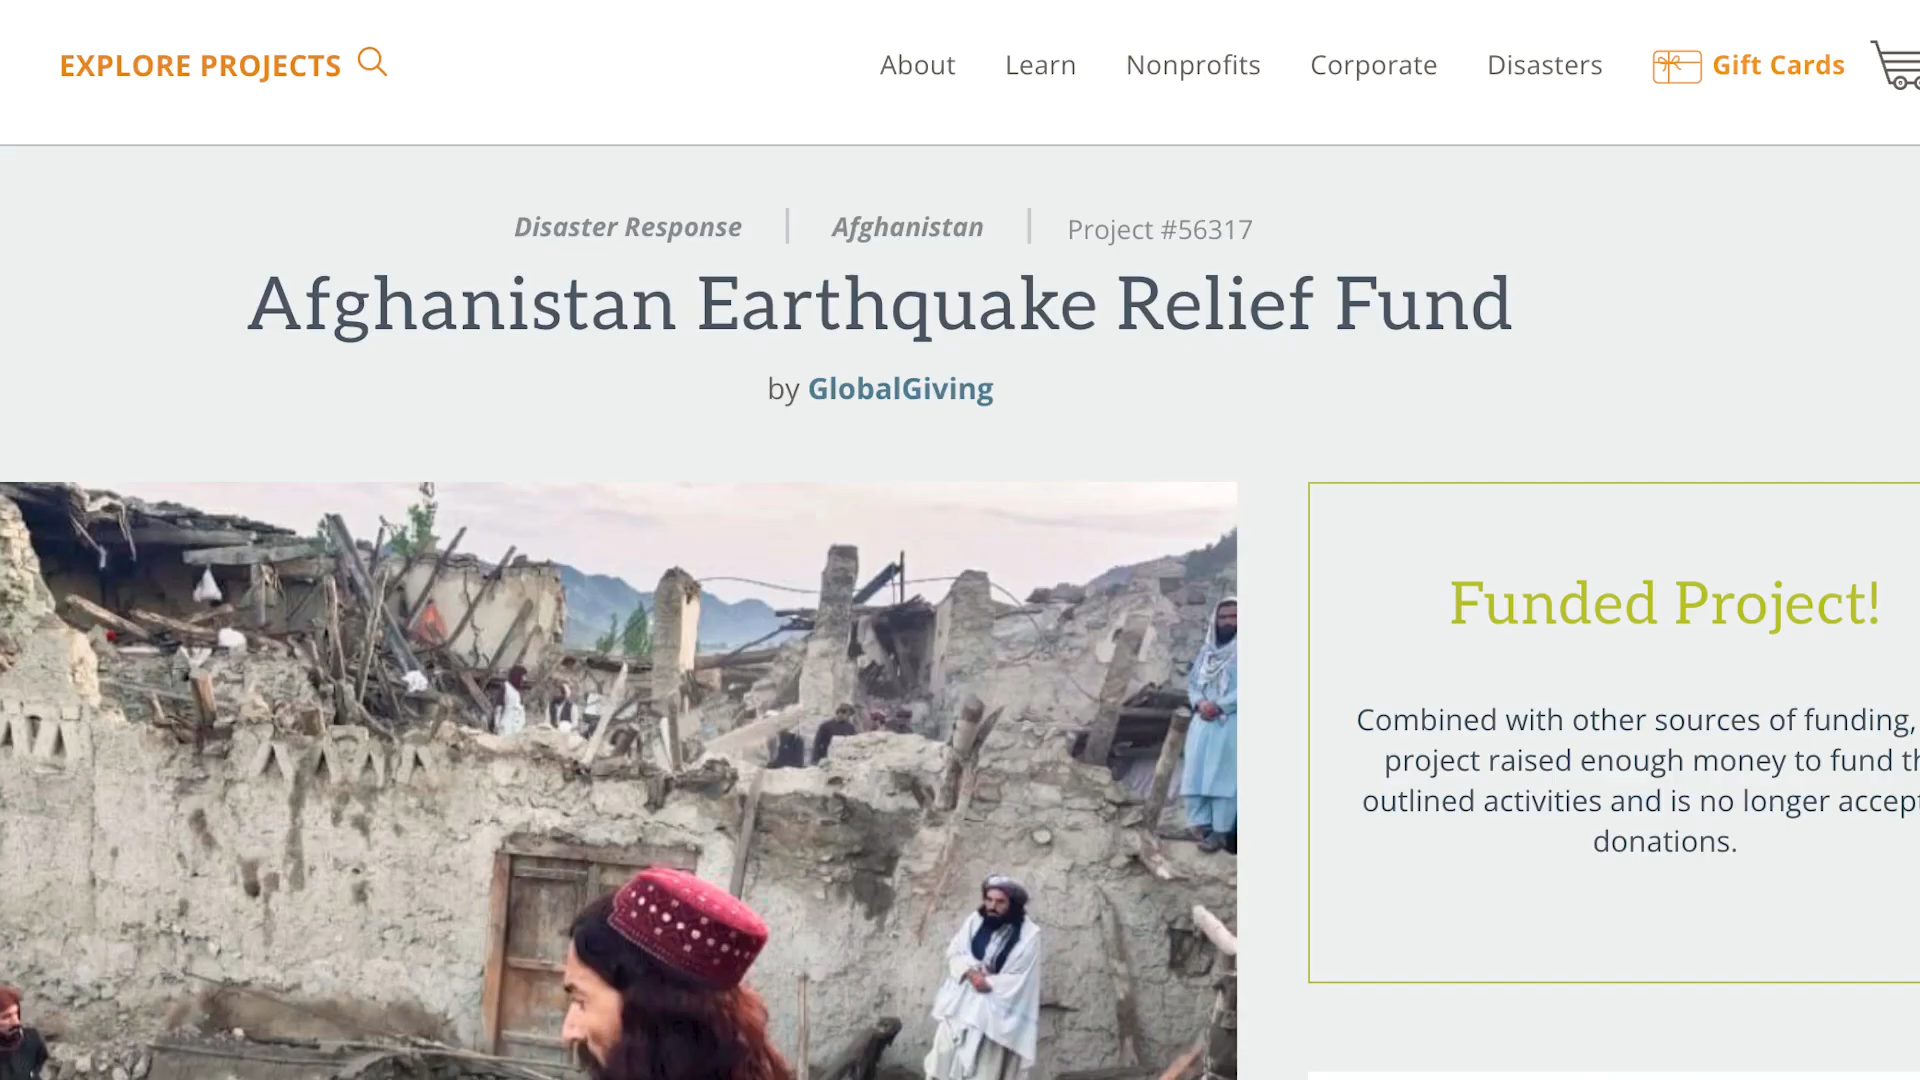 EXPLORE PROJECTS
About Learn Nonprofits Corporate Disasters Gift Cards
Disaster Response Afghanistan Project #56317
Afghanistan Earthquake Relief Fund
by GlobalGiving
Funded Project!
Combined with other sources of funding,
project raised enough money to fund
outlined activities and is no longer
donations.